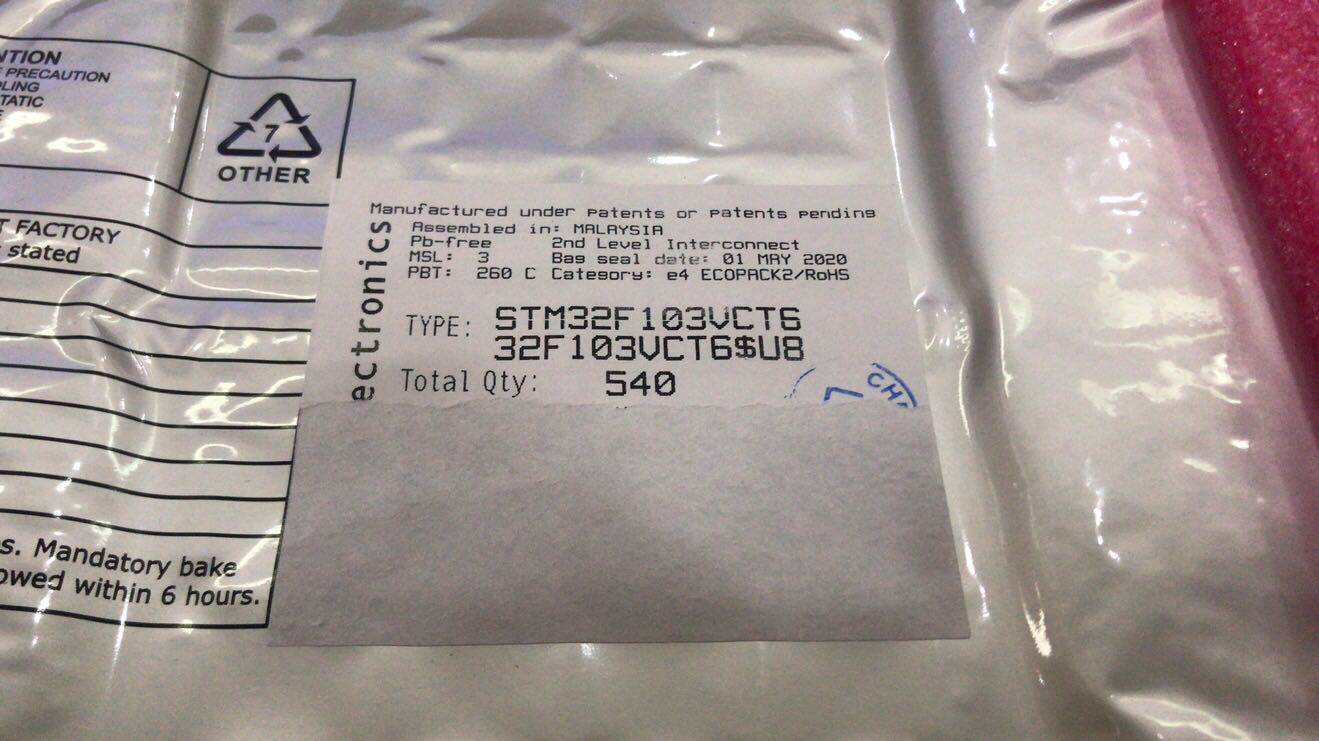 NTION
PRECAUTION
LING
TATIC
E
7
OTHER
T FACTORY
stated
s. Mandatory bake
owed within 6 hours.
ectronics
Manufactured under Patents or Patents pending
Assembled in: MALAYSIA
Pb-free 2nd Level Interconnect
MSL: 3 Bag seal date: 01 MAY 2020
PBT: 260 C Category: e4 ECOPACK2/RoHS
TYPE: STM32F103VCT6
32F103VCT6$U8
Total Qty: 540
7
CH